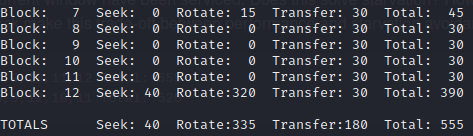 Block:   7  Seek:  0  Rotate: 15  Transfer: 30  Total:  45
Block:   8  Seek:  0  Rotate:  0  Transfer: 30  Total:  30
Block:   9  Seek:  0  Rotate:  0  Transfer: 30  Total:  30
Block:  10  Seek:  0  Rotate:  0  Transfer: 30  Total:  30
Block:  11  Seek:  0  Rotate:  0  Transfer: 30  Total:  30
Block:  12  Seek: 40  Rotate:320  Transfer: 30  Total: 390
TOTALS      Seek: 40  Rotate:335  Transfer:180  Total: 555